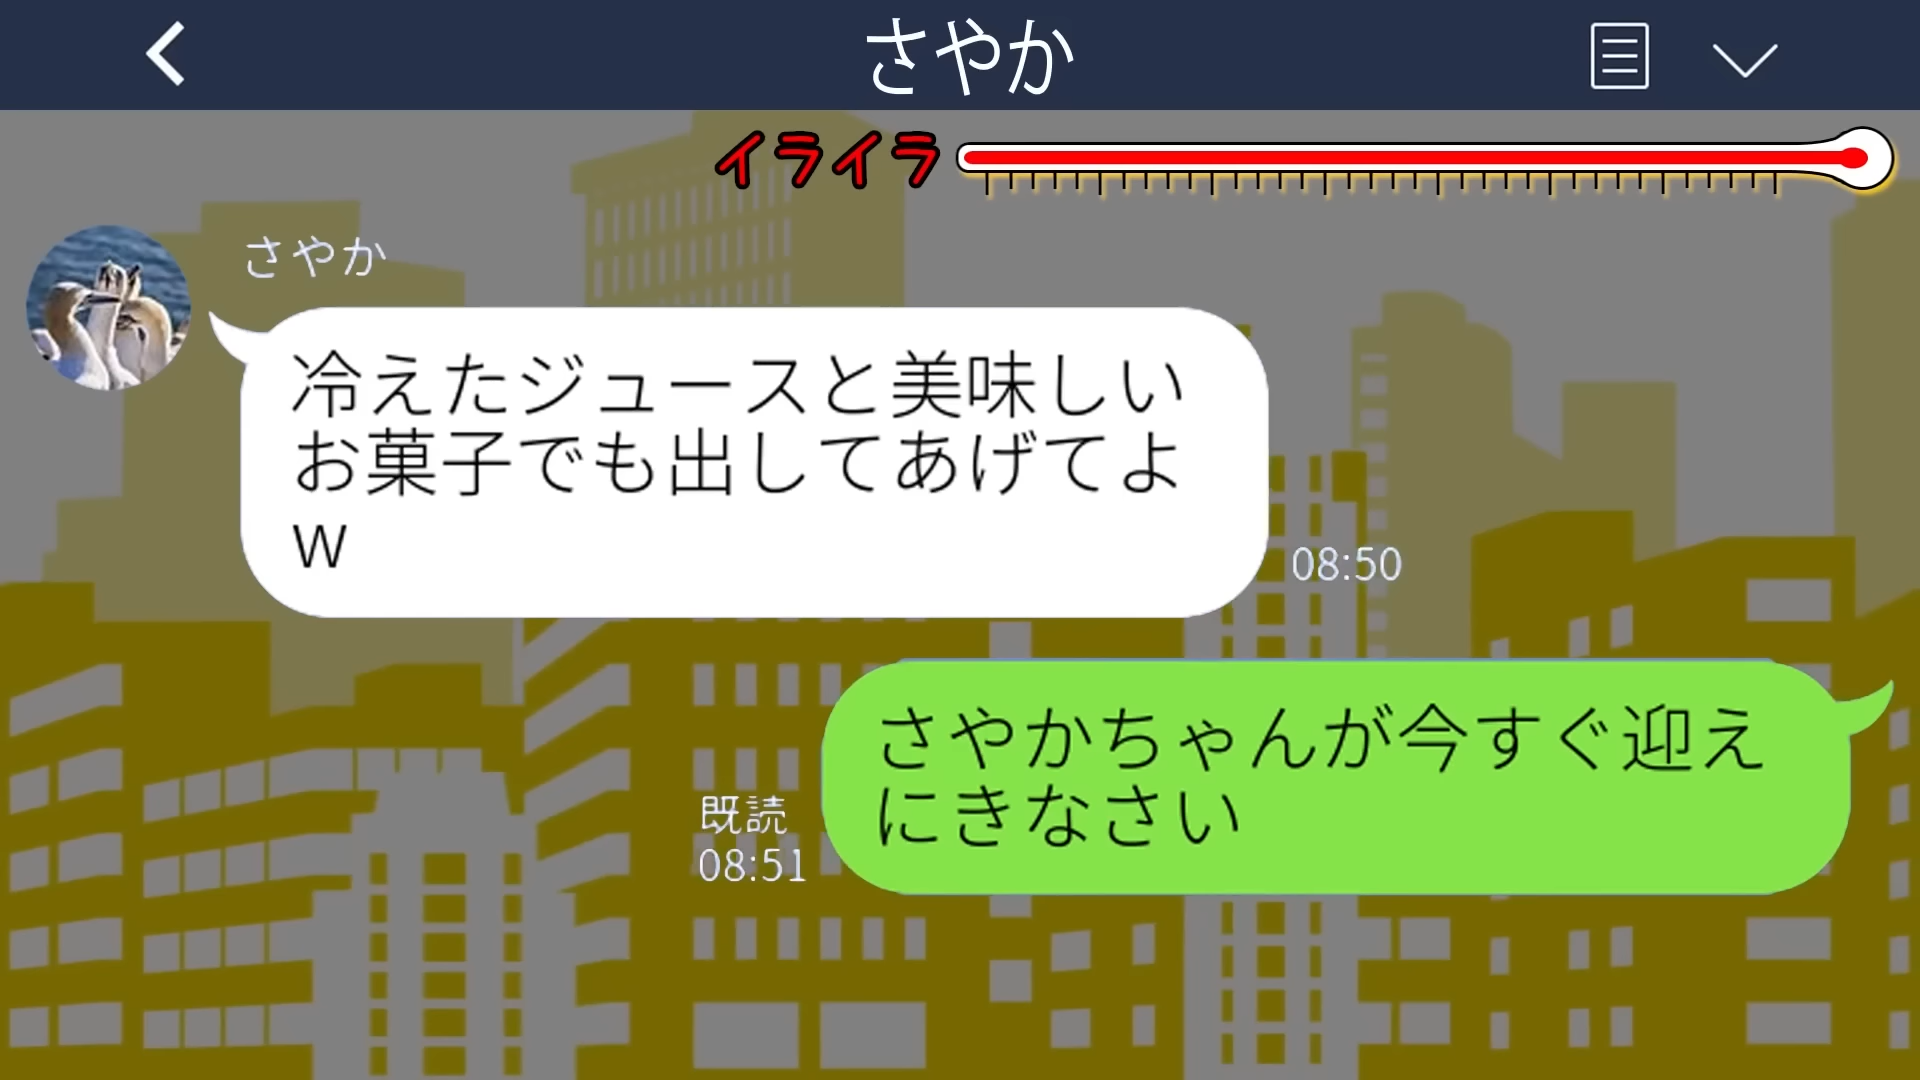 さやか
イライラ
さやか
冷えたジュースと美味しい
お菓子でも出してあげてよ
w
08:50
さやかちゃんが今すぐ迎え
にきなさい
既読
08:51